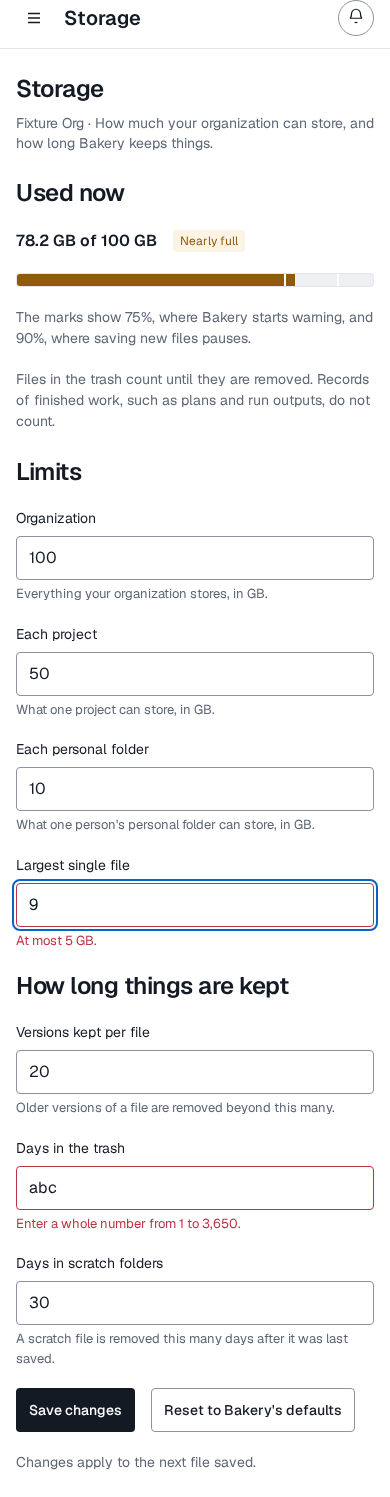 Storage
Storage
Fixture Org · How much your organization can store, and
how long Bakery keeps things.
Used now
78.2 GB of 100 GB Nearly full
The marks show 75%, where Bakery starts warning, and
90%, where saving new files pauses.
Files in the trash count until they are removed. Records
of finished work, such as plans and run outputs, do not
count.
Limits
Organization
100
Everything your organization stores, in GB.
Each project
50
What one project can store, in GB.
Each personal folder
10
What one person's personal folder can store, in GB.
Largest single file
9
At most 5 GB.
How long things are kept
Versions kept per file
20
Older versions of a file are removed beyond this many.
Days in the trash
abc
Enter a whole number from 1 to 3,650.
Days in scratch folders
30
A scratch file is removed this many days after it was last
saved.
Save changes Reset to Bakery's defaults
Changes apply to the next file saved.